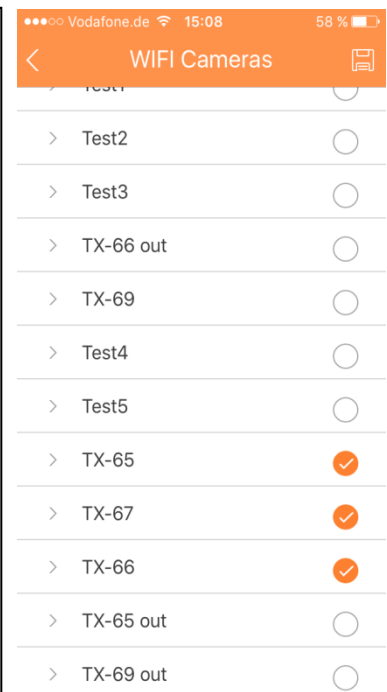 Vodafone.de 15:08 58 %
WIFI Cameras
Test1
Test2
Test3
TX-66 out
TX-69
Test4
Test5
TX-65
TX-67
TX-66
TX-65 out
TX-69 out